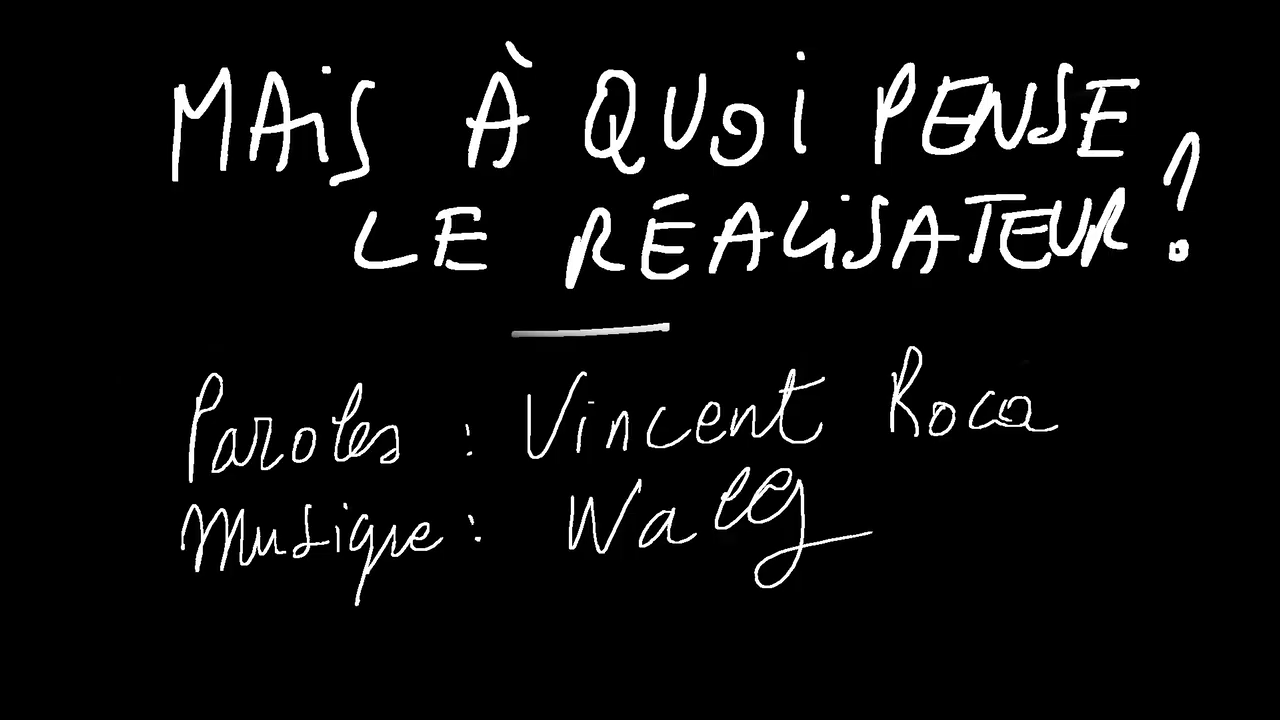 MAiS À QUOi PENSE
LE RÉALiSATEUR ?
Paroles : Vincent Roca
Musique : Wally